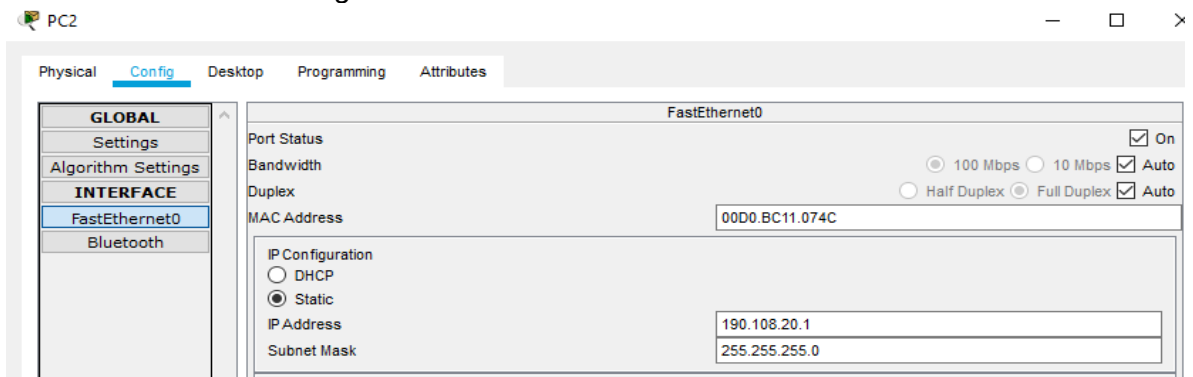 PC2
Physical Config Desktop Programming Attributes
GLOBAL
Settings
Algorithm Settings
INTERFACE
FastEthernet0
Bluetooth
FastEthernet0
Port Status On
Bandwidth 100 Mbps 10 Mbps Auto
Duplex Half Duplex Full Duplex Auto
MAC Address 00D0.BC11.074C
IP Configuration
DHCP
Static
IP Address 190.108.20.1
Subnet Mask 255.255.255.0